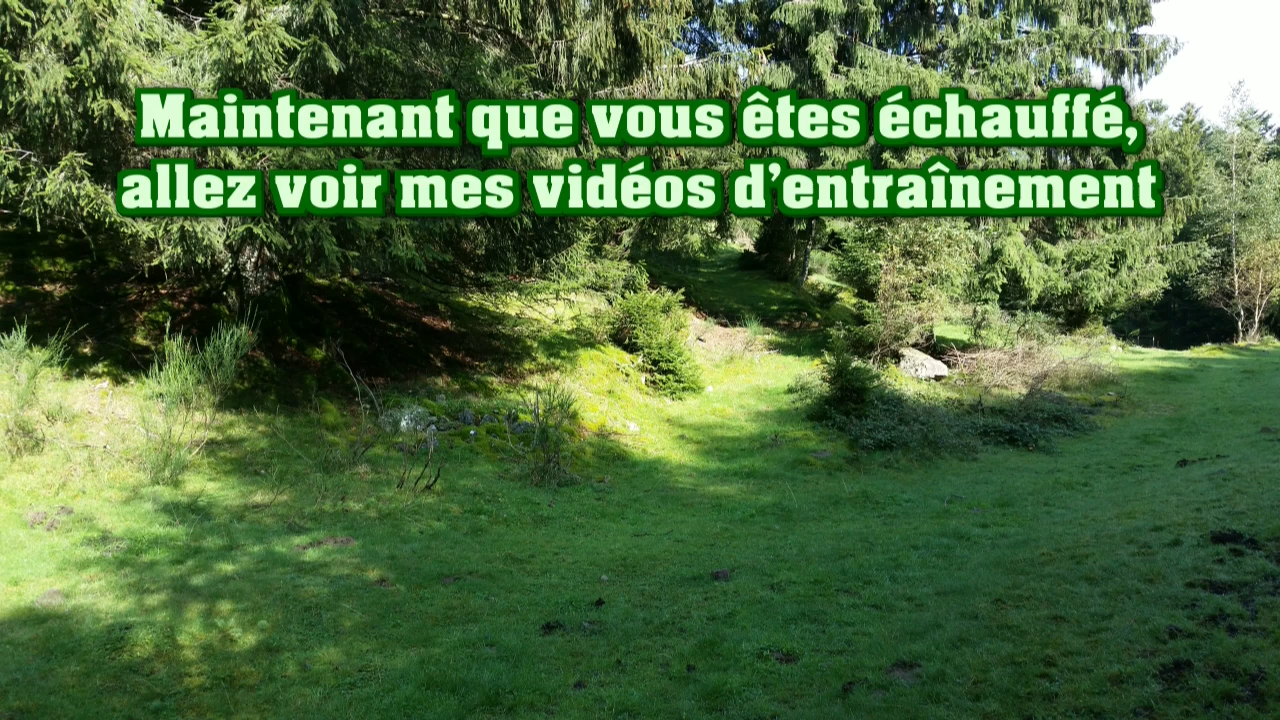 Maintenant que vous êtes échauffé,
allez voir mes vidéos d’entraînement